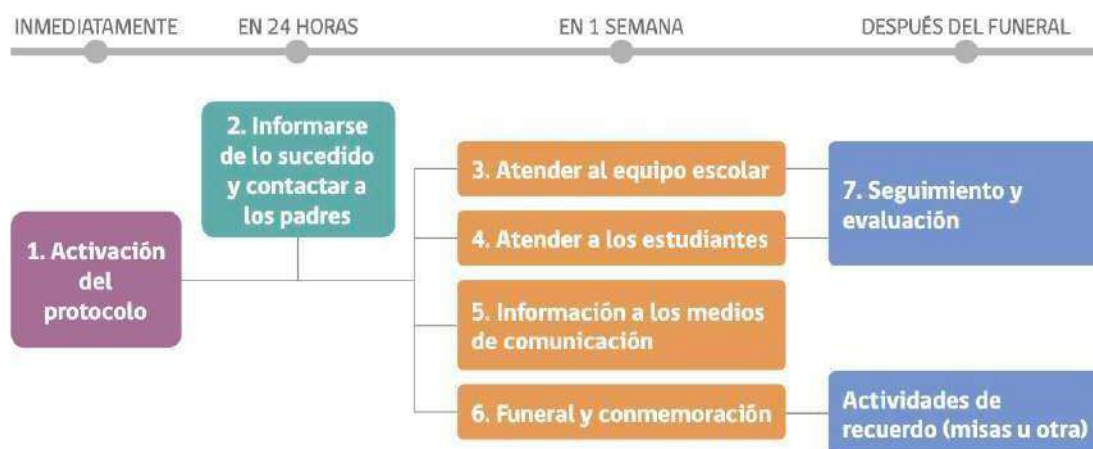 INMEDIATAMENTE
EN 24 HORAS
EN 1 SEMANA
DESPUÉS DEL FUNERAL
1. Activación
del
protocolo
2. Informarse
de lo sucedido
y contactar a
los padres
3. Atender al equipo escolar
4. Atender a los estudiantes
5. Información a los medios
de comunicación
6. Funeral y conmemoración
7. Seguimiento y
evaluación
Actividades de
recuerdo (misas u otra)